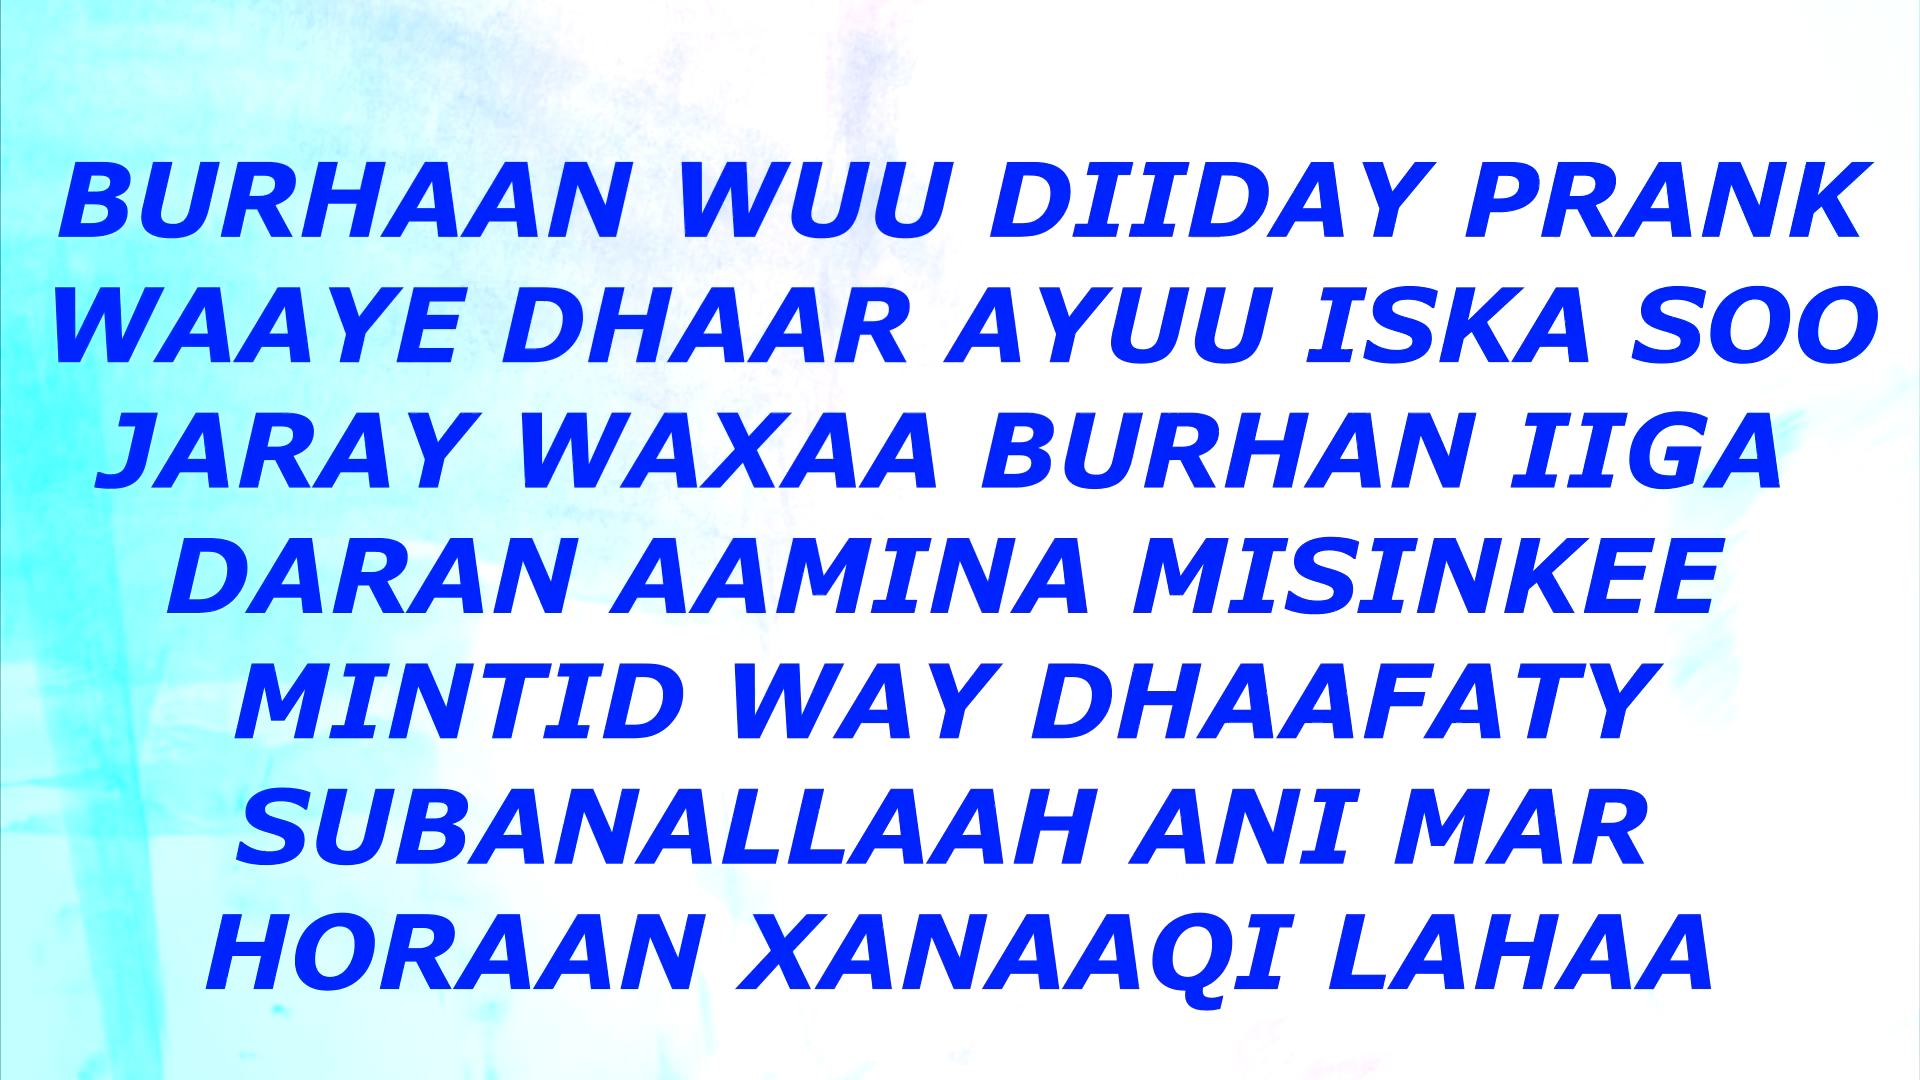 BURHAAN WUU DIIDAY PRANK
WAAYE DHAAR AYUU ISKA SOO
JARAY WAXAA BURHAN IIGA
DARAN AAMINA MISINKEE
MINTID WAY DHAAFATY
SUBANALLAAH ANI MAR
HORAAN XANAAQI LAHAA